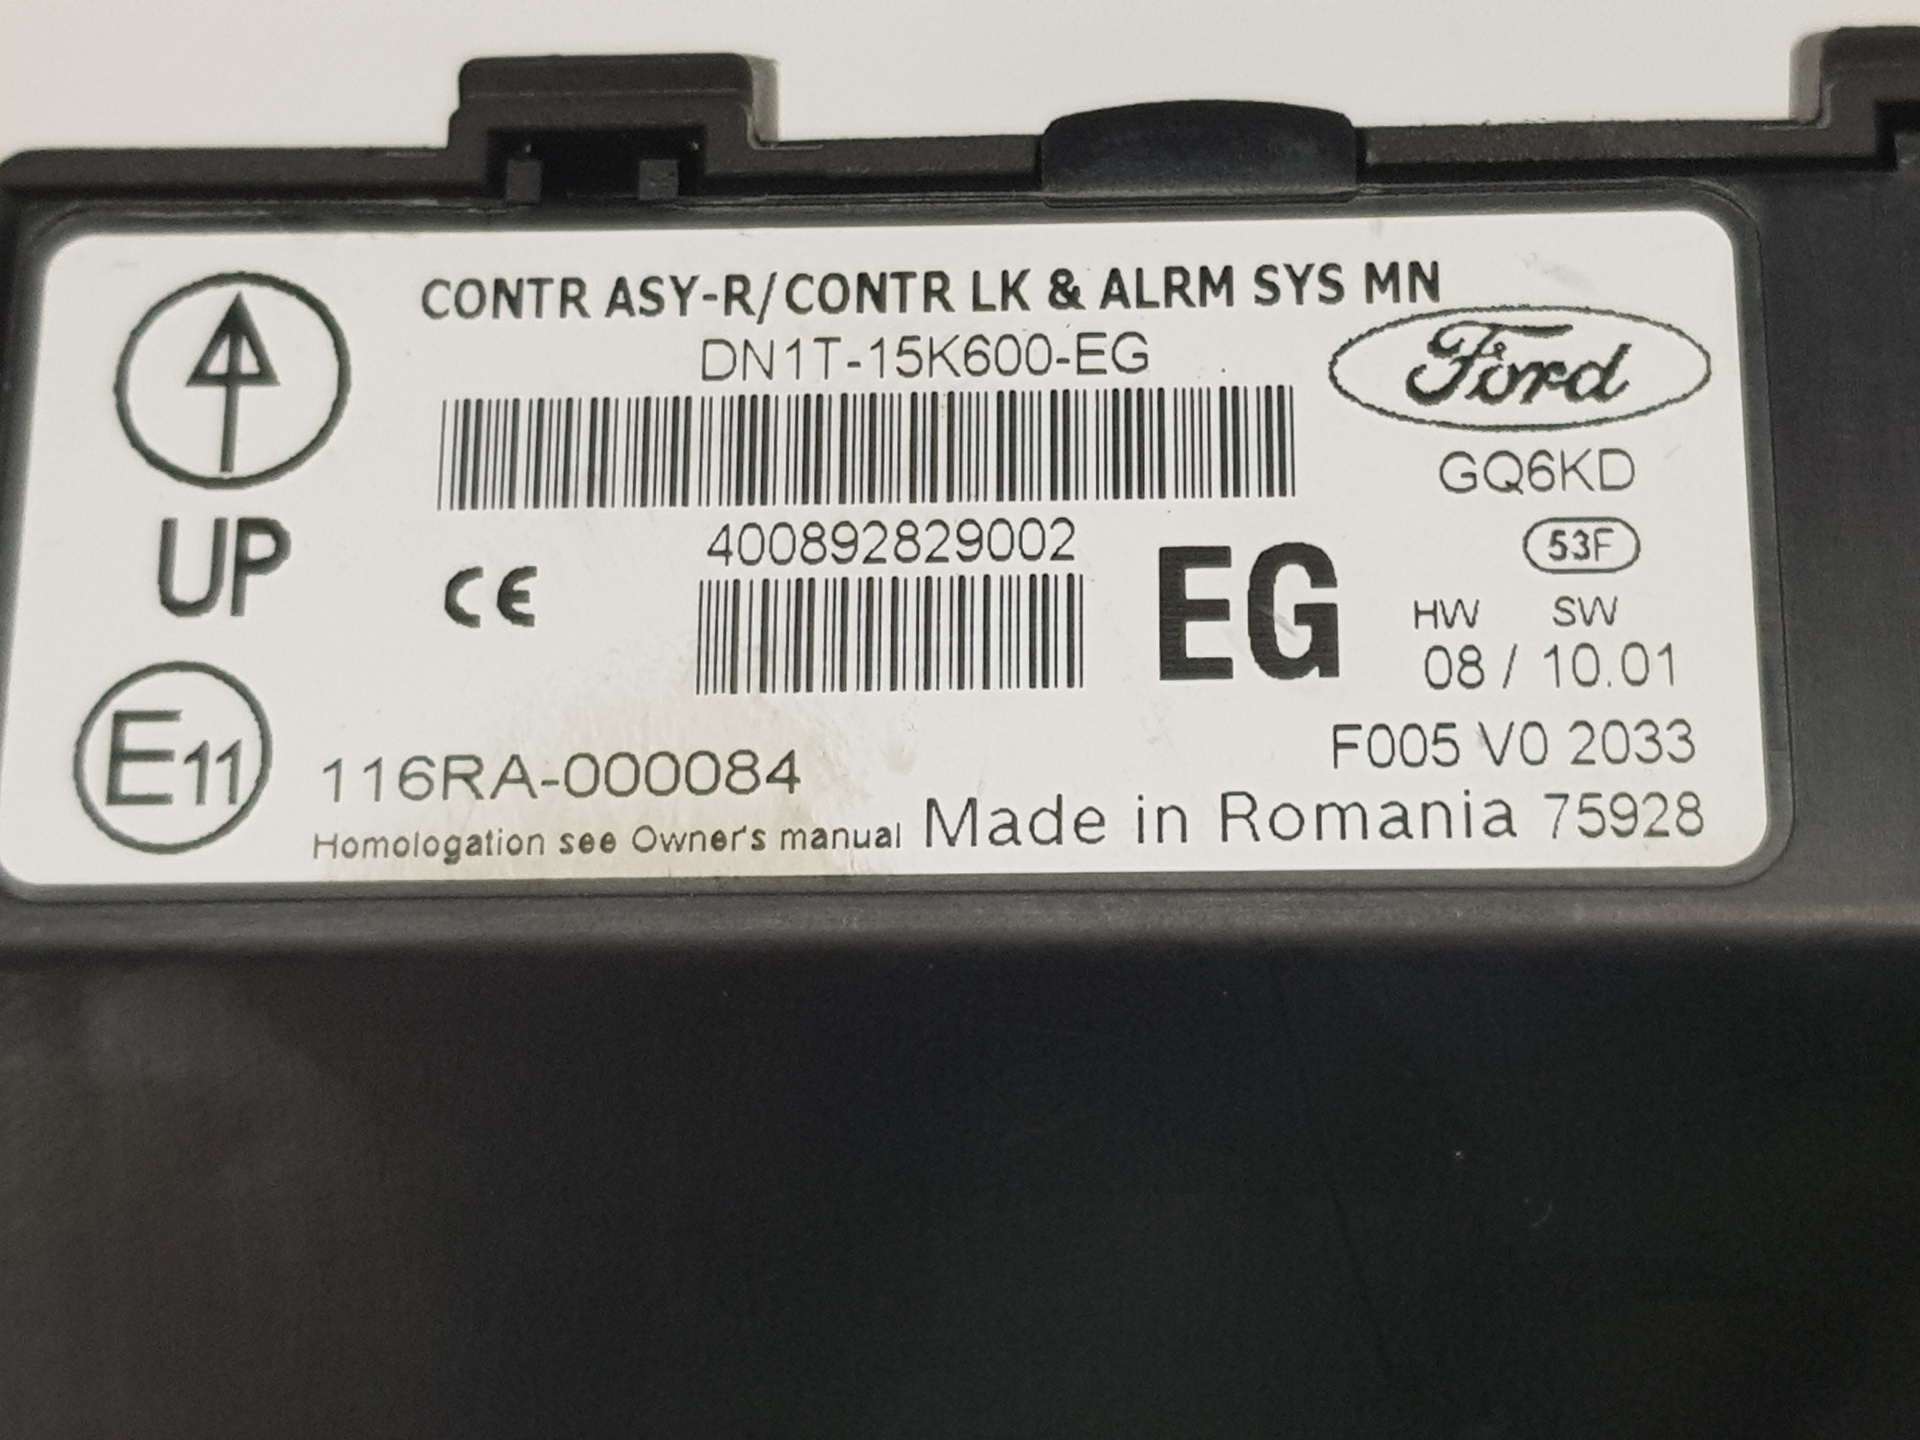 CONTR ASY-R/CONTR LK & ALRM SYS MN
DN1T-15K600-EG
Ford
GQ6KD
UP
400892829002
CE
EG
53F
HW SW
08 / 10.01
E11
116RA-000084
F005 V0 2033
Homologation see Owner's manual
Made in Romania 75928